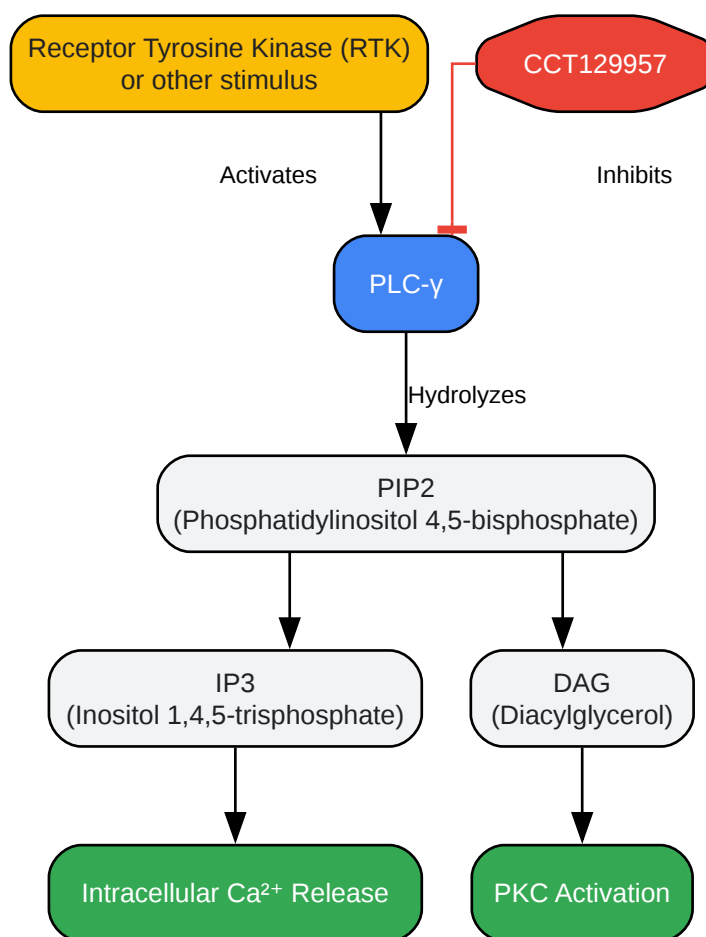 Receptor Tyrosine Kinase (RTK)
or other stimulus
CCT129957
Activates
Inhibits
PLC-γ
Hydrolyzes
PIP2
(Phosphatidylinositol 4,5-bisphosphate)
IP3
(Inositol 1,4,5-trisphosphate)
DAG
(Diacylglycerol)
Intracellular Ca²⁺ Release
PKC Activation